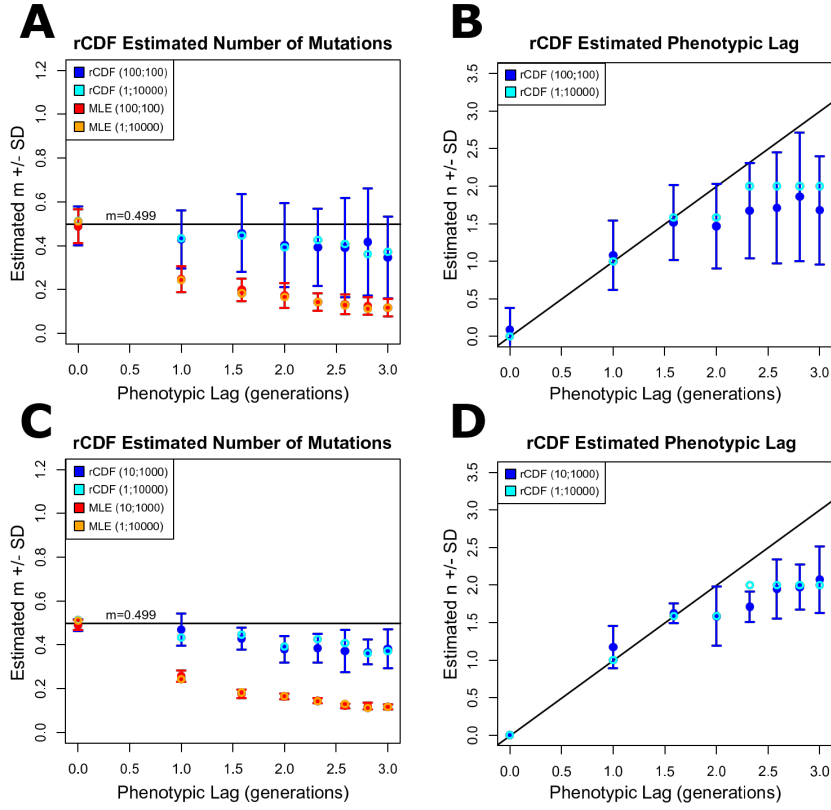 A
rCDF Estimated Number of Mutations
rCDF (100;100)
rCDF (1;10000)
MLE (100;100)
MLE (1;10000)
m=0.499
Estimated m +/- SD
0.0 0.2 0.4 0.6 0.8 1.0 1.2
0.0 0.5 1.0 1.5 2.0 2.5 3.0
Phenotypic Lag (generations)
B
rCDF Estimated Phenotypic Lag
rCDF (100;100)
rCDF (1;10000)
Estimated n +/- SD
0.0 0.5 1.0 1.5 2.0 2.5 3.0 3.5
0.0 0.5 1.0 1.5 2.0 2.5 3.0
Phenotypic Lag (generations)
C
rCDF Estimated Number of Mutations
rCDF (10;1000)
rCDF (1;10000)
MLE (10;1000)
MLE (1;10000)
m=0.499
Estimated m +/- SD
0.0 0.2 0.4 0.6 0.8 1.0 1.2
0.0 0.5 1.0 1.5 2.0 2.5 3.0
Phenotypic Lag (generations)
D
rCDF Estimated Phenotypic Lag
rCDF (10;1000)
rCDF (1;10000)
Estimated n +/- SD
0.0 0.5 1.0 1.5 2.0 2.5 3.0 3.5
0.0 0.5 1.0 1.5 2.0 2.5 3.0
Phenotypic Lag (generations)